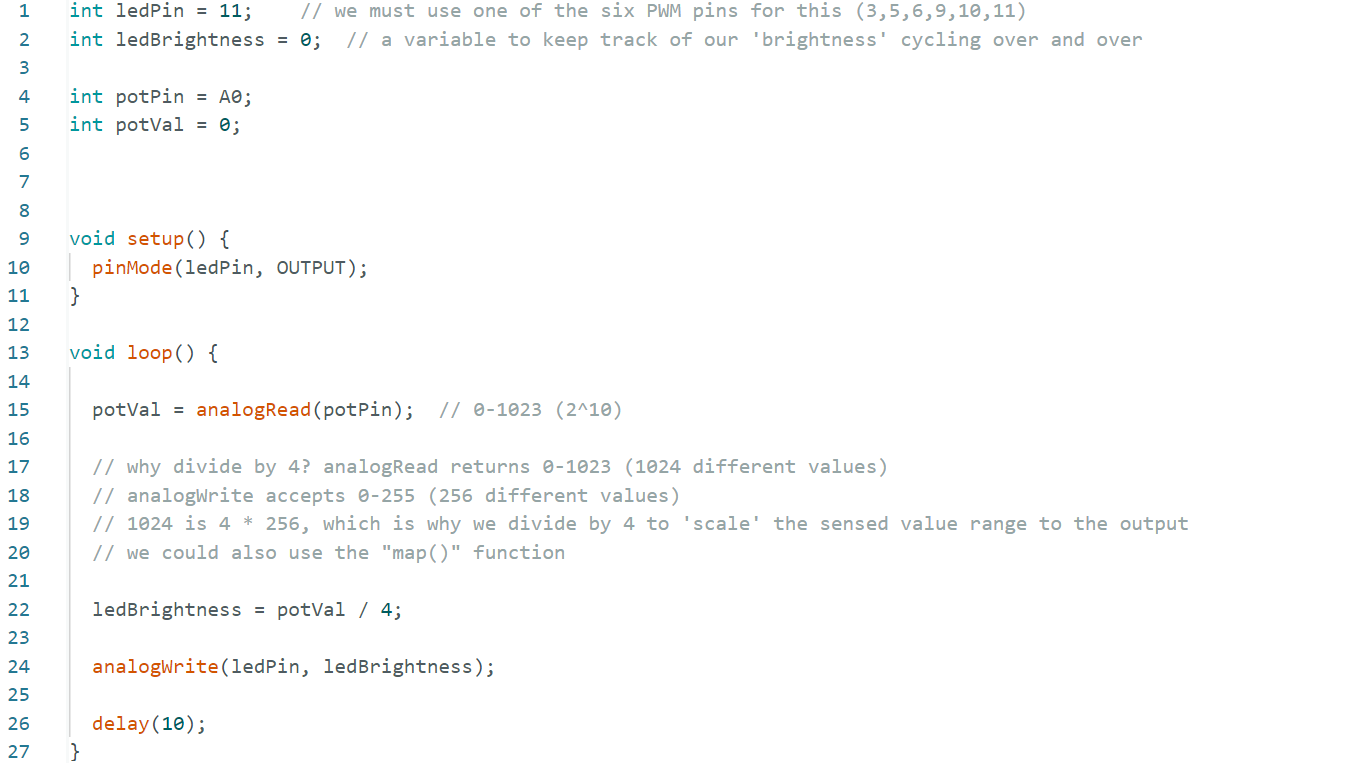 1 int ledPin = 11;    // we must use one of the six PWM pins for this (3,5,6,9,10,11)
2 int ledBrightness = 0;  // a variable to keep track of our 'brightness' cycling over and over
3
4 int potPin = A0;
5 int potVal = 0;
6
7
8
9 void setup() {
10   pinMode(ledPin, OUTPUT);
11 }
12
13 void loop() {
14
15   potVal = analogRead(potPin);  // 0-1023 (2^10)
16
17   // why divide by 4? analogRead returns 0-1023 (1024 different values)
18   // analogWrite accepts 0-255 (256 different values)
19   // 1024 is 4 * 256, which is why we divide by 4 to 'scale' the sensed value range to the output
20   // we could also use the "map()" function
21
22   ledBrightness = potVal / 4;
23
24   analogWrite(ledPin, ledBrightness);
25
26   delay(10);
27 }